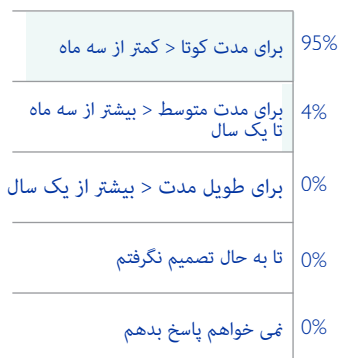 برای مدت کوتا < کمتر از سه ماه
95%
برای مدت متوسط < بیشتر از سه ماه
تا یک سال
4%
برای طویل مدت < بیشتر از یک سال
0%
تا به حال تصمیم نگرفتم
0%
نمی خواهم پاسخ بدهم
0%